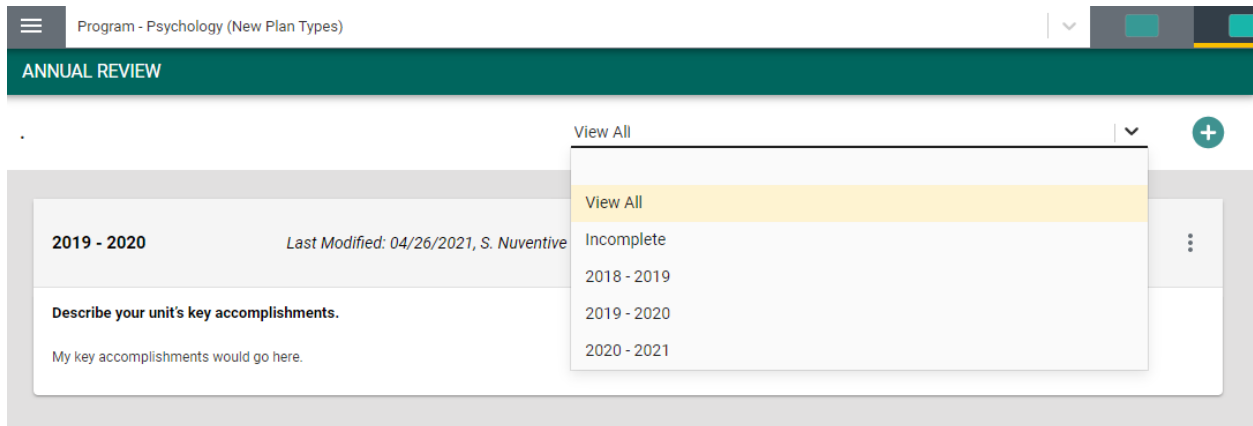 Program - Psychology (New Plan Types)
ANNUAL REVIEW
.
View All
View All
Incomplete
2018 - 2019
2019 - 2020
2020 - 2021
2019 - 2020 Last Modified: 04/26/2021, S. Nuventive
Describe your unit's key accomplishments.
My key accomplishments would go here.